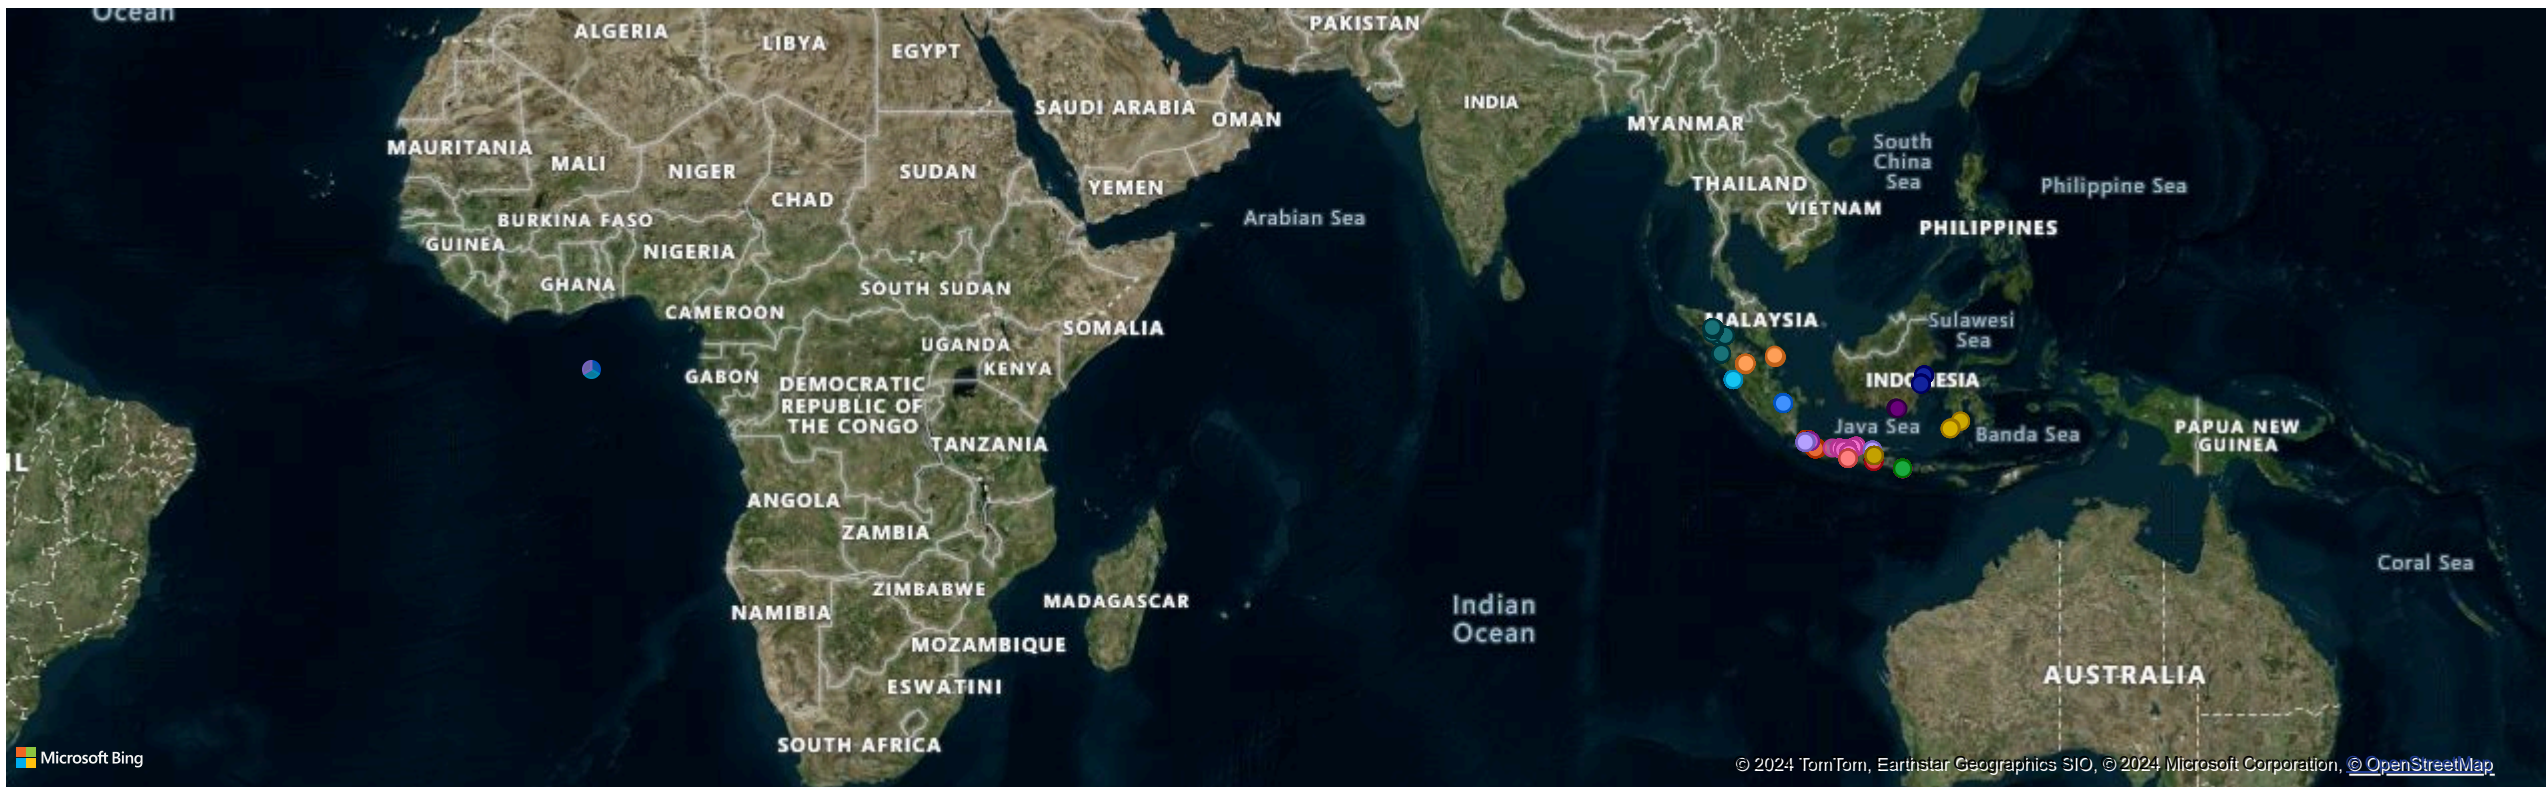 Ocean
PAKISTAN
ALGERIA
LIBYA
EGYPT
SAUDI ARABIA
OMAN
INDIA
MYANMAR
MAURITANIA
MALI
NIGER
CHAD
SUDAN
YEMEN
South
China
Sea
THAILAND
VIETNAM
Philippine Sea
PHILIPPINES
Arabian Sea
BURKINA FASO
GUINEA
NIGERIA
GHANA
CAMEROON
SOUTH SUDAN
SOMALIA
UGANDA
KENYA
GABON
DEMOCRATIC
REPUBLIC OF
THE CONGO
TANZANIA
MALAYSIA
Sulawesi
Sea
INDONESIA
Java Sea
Banda Sea
PAPUA NEW
GUINEA
IL
ANGOLA
ZAMBIA
ZIMBABWE
NAMIBIA
MADAGASCAR
MOZAMBIQUE
ESWATINI
SOUTH AFRICA
Indian
Ocean
Coral Sea
AUSTRALIA
Microsoft Bing
© 2024 TomTom, Earthstar Geographics SIO, © 2024 Microsoft Corporation, © OpenStreetMap